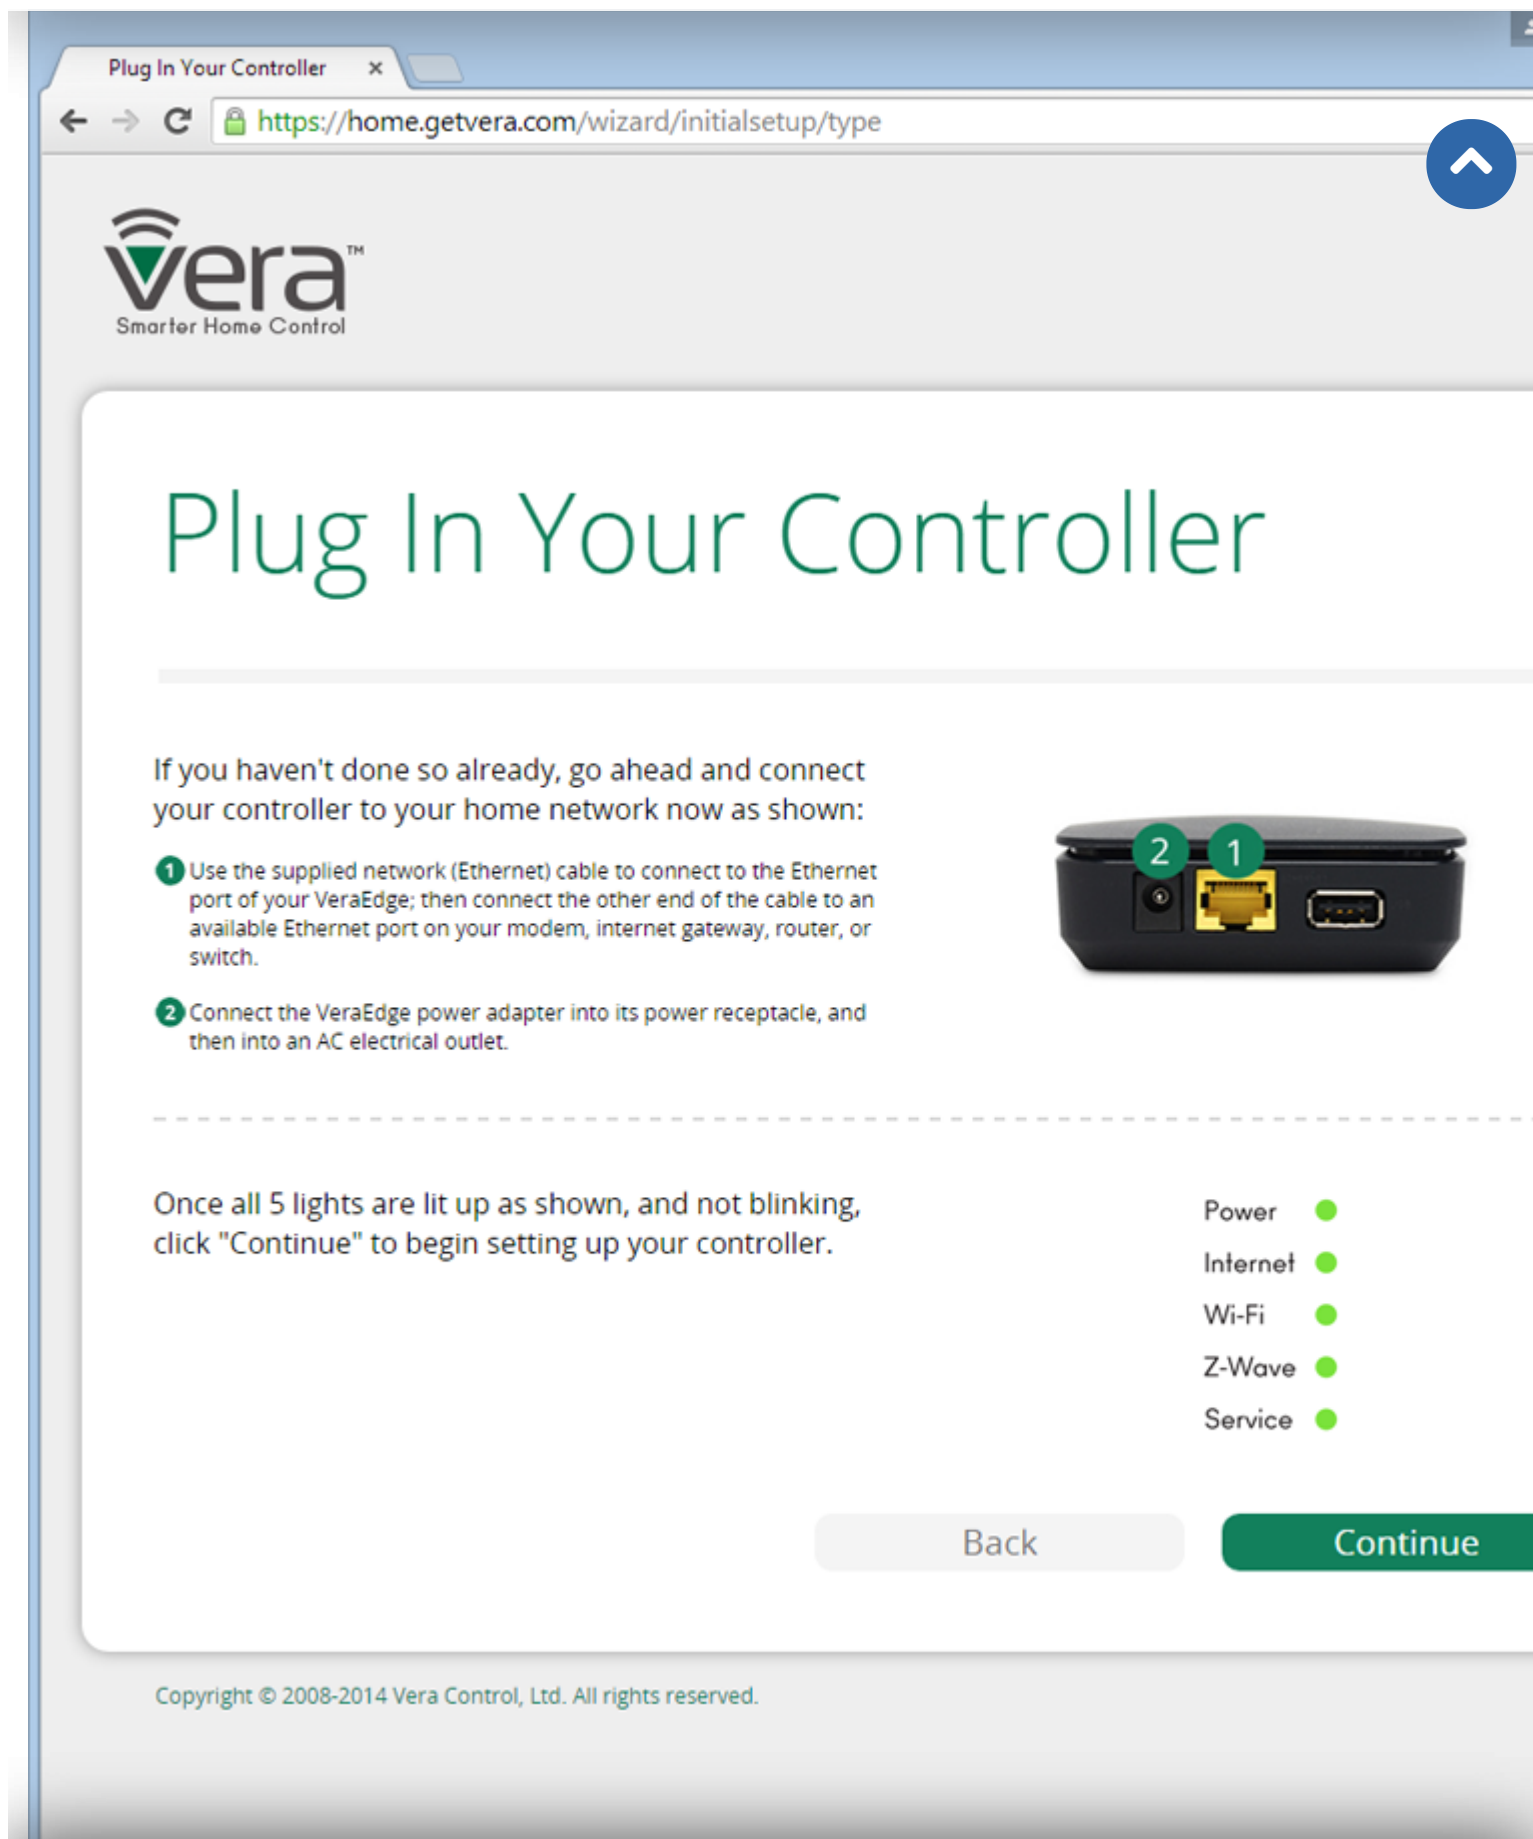 Plug In Your Controller
https://home.getvera.com/wizard/initialsetup/type
vera™
Smarter Home Control
Plug In Your Controller
If you haven't done so already, go ahead and connect
your controller to your home network now as shown:
1 Use the supplied network (Ethernet) cable to connect to the Ethernet
port of your VeraEdge; then connect the other end of the cable to an
available Ethernet port on your modem, internet gateway, router, or
switch.
2 Connect the VeraEdge power adapter into its power receptacle, and
then into an AC electrical outlet.
2 1
Once all 5 lights are lit up as shown, and not blinking,
click "Continue" to begin setting up your controller.
Power
Internet
Wi-Fi
Z-Wave
Service
Back
Continue
Copyright © 2008-2014 Vera Control, Ltd. All rights reserved.